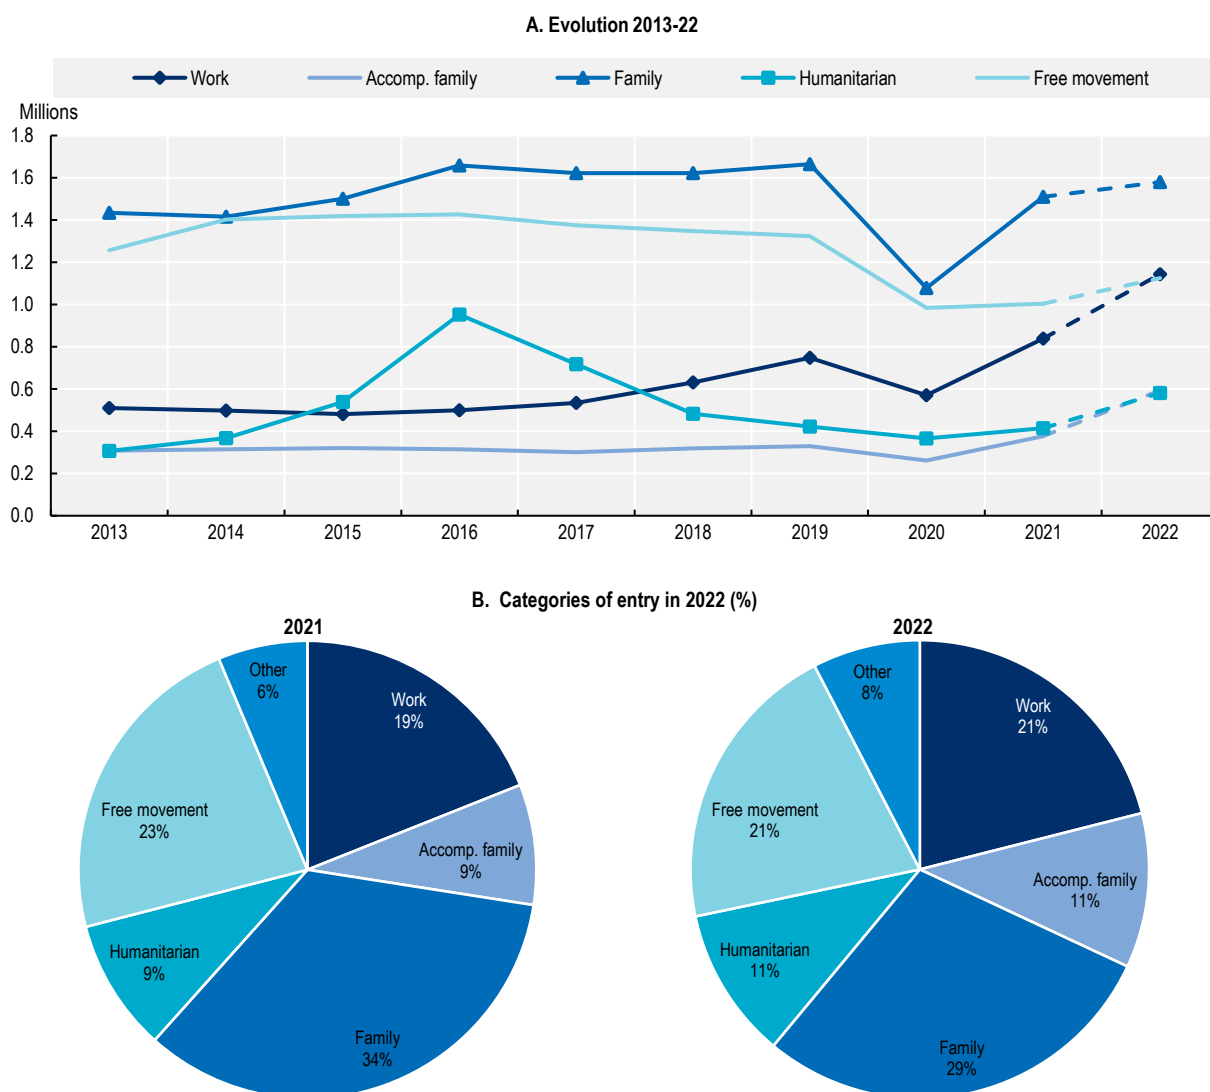 A. Evolution 2013-22
Work Accomp. family Family Humanitarian Free movement
Millions
1.8
1.6
1.4
1.2
1.0
0.8
0.6
0.4
0.2
0.0
2013 2014 2015 2016 2017 2018 2019 2020 2021 2022
B. Categories of entry in 2022 (%)
2021
Other
6%
Work
19%
Free movement
23%
Accomp. family
9%
Humanitarian
9%
Family
34%
2022
Other
8%
Work
21%
Free movement
21%
Accomp. family
11%
Humanitarian
11%
Family
29%